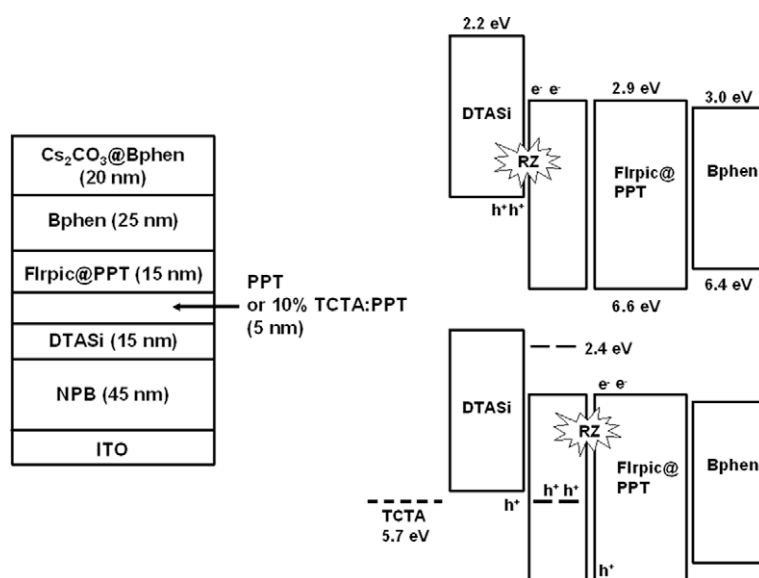 Cs₂CO₃@Bphen
(20 nm)
Bphen (25 nm)
FIrpic@PPT (15 nm)
DTASi (15 nm)
NPB (45 nm)
ITO
PPT
or 10% TCTA:PPT
(5 nm)
2.2 eV
DTASi
e⁻ e⁻
RZ
h⁺h⁺
2.9 eV
FIrpic@
PPT
6.6 eV
3.0 eV
Bphen
6.4 eV
DTASi
2.4 eV
e⁻ e⁻
RZ
h⁺
h⁺ h⁺
FIrpic@
PPT
h⁺
Bphen
TCTA
5.7 eV